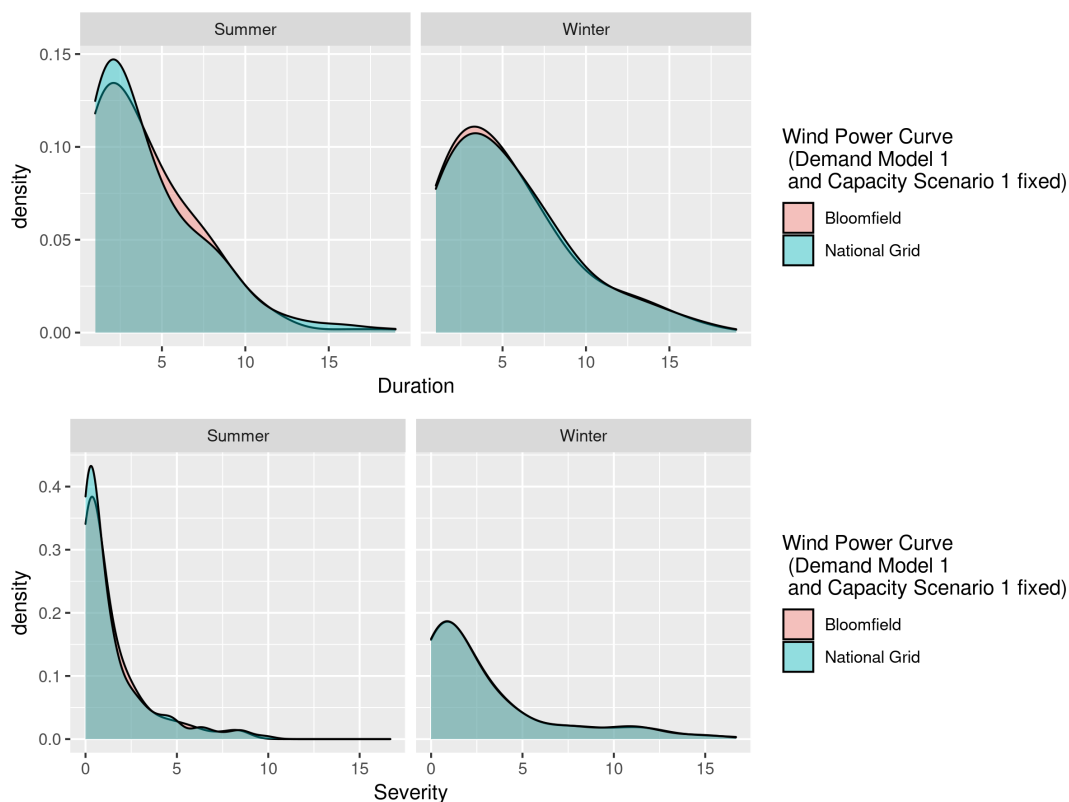 Summer
Winter
0.15
0.10
0.05
0.00
density
5
10
15
5
10
15
Duration
Wind Power Curve
(Demand Model 1
and Capacity Scenario 1 fixed)
Bloomfield
National Grid
Summer
Winter
0.4
0.3
0.2
0.1
0.0
density
0
5
10
15
0
5
10
15
Severity
Wind Power Curve
(Demand Model 1
and Capacity Scenario 1 fixed)
Bloomfield
National Grid